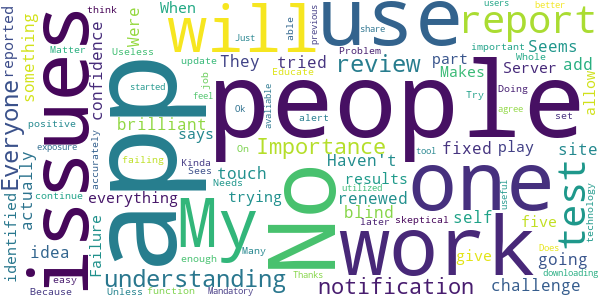 think
previous
share
users
better
When
Were
able
Just
will
use
report
reported
something
confidence
They
tried
Problem
important
Seems
Matter
Useless
update
part
Whole
Everyone
issues
app
started
job
feel
Ok
review
available
alert
Educate
Makes
Server
add
people
Try
Doing
agree
set
allow
positive
brilliant
says
failing
On
Importance
Haven't
fixed
play
site
identified
actually
exposure
accurately
Kinda
Sees
touch
tool
results
No
one
test
continue
everything
Needs
utilized
renewed
skeptical
later
self
five
useful
technology
My
Many
trying
blind
work
idea
Failure
understanding
enough
give
Does
going
easy
Because
Unless
function
Mandatory
Thanks
notification
challenge
downloading